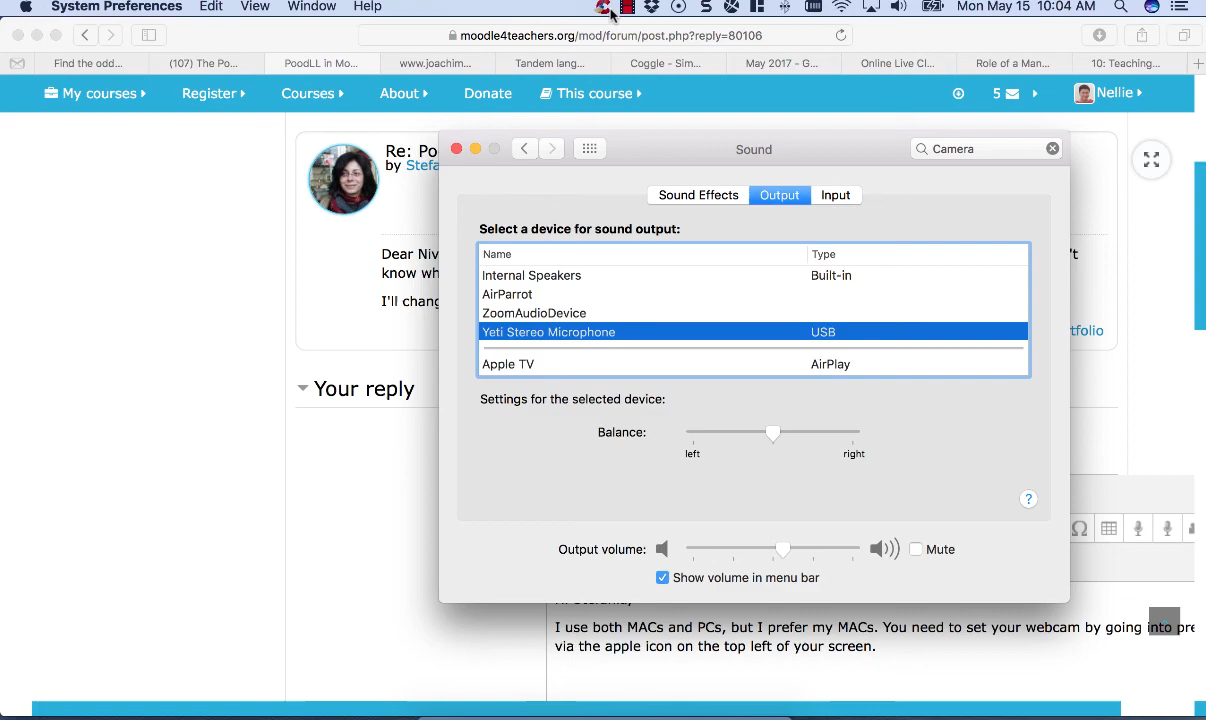 System Preferences Edit View Window Help Mon May 15 10:04 AM
moodle4teachers.org/mod/forum/post.php?reply=80106
Find the odd... (107) The Po... PoodLL in Mo... www.joachim... Tandem lang... Coggle - Sim... May 2017 - G... Online Live Cl... Role of a Man... 10: Teaching...
My courses Register Courses About Donate This course 5 Nellie
Re: Po
by Stefa
Dear Niv
know wh
I'll chang
't
tfolio
Your reply
Sound
Camera
Sound Effects Output Input
Select a device for sound output:
Name Type
Internal Speakers Built-in
AirParrot
ZoomAudioDevice
Yeti Stereo Microphone USB
Apple TV AirPlay
Settings for the selected device:
Balance:
left right
?
Output volume: Mute
Show volume in menu bar
I use both MACs and PCs, but I prefer my MACs. You need to set your webcam by going into pre
via the apple icon on the top left of your screen.